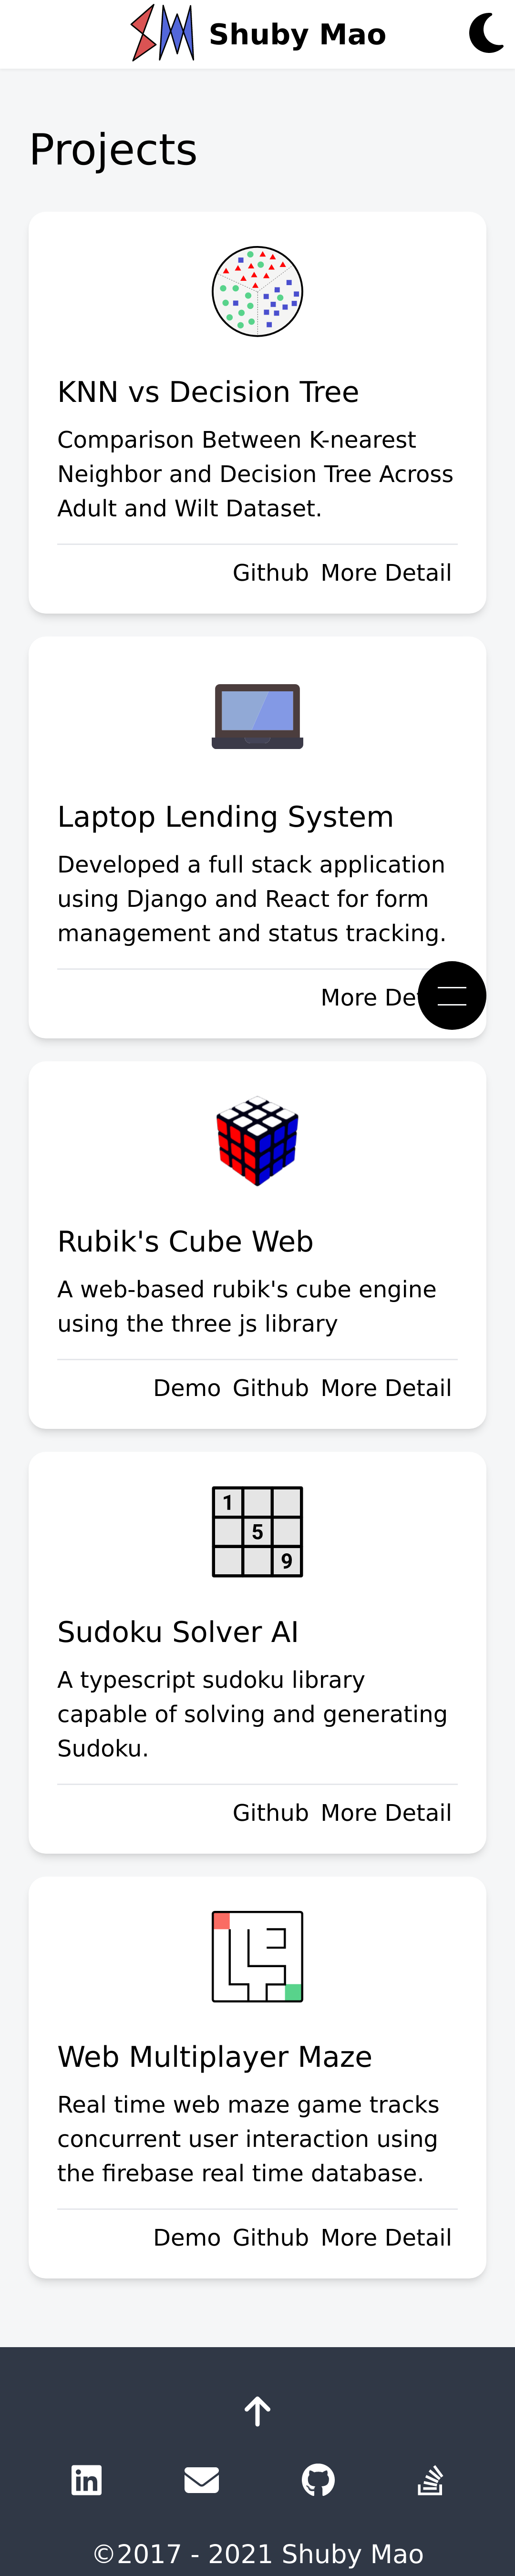 Shuby Mao
Projects
KNN vs Decision Tree
Comparison Between K-nearest
Neighbor and Decision Tree Across
Adult and Wilt Dataset.
Github More Detail
Laptop Lending System
Developed a full stack application
using Django and React for form
management and status tracking.
More De
Rubik's Cube Web
A web-based rubik's cube engine
using the three js library
Demo Github More Detail
1
5
9
Sudoku Solver AI
A typescript sudoku library
capable of solving and generating
Sudoku.
Github More Detail
Web Multiplayer Maze
Real time web maze game tracks
concurrent user interaction using
the firebase real time database.
Demo Github More Detail
in
©2017 - 2021 Shuby Mao